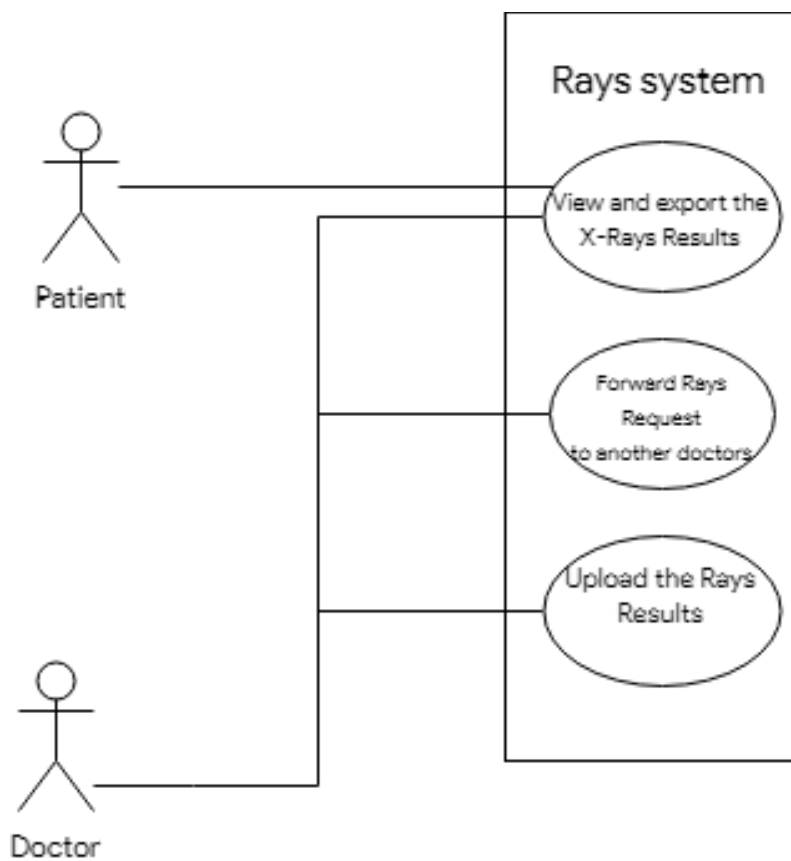 Rays system
View and export the
X-Rays Results
Patient
Forward Rays
Request
to another doctors
Upload the Rays
Results
Doctor